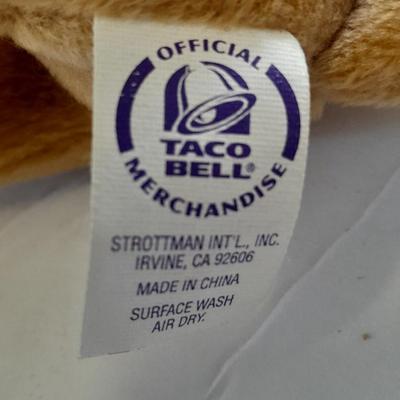 OFFICIAL
TACO
BELL®
MERCHANDISE
STROTTMAN INT'L., INC.
IRVINE, CA 92606
MADE IN CHINA
SURFACE WASH
AIR DRY.